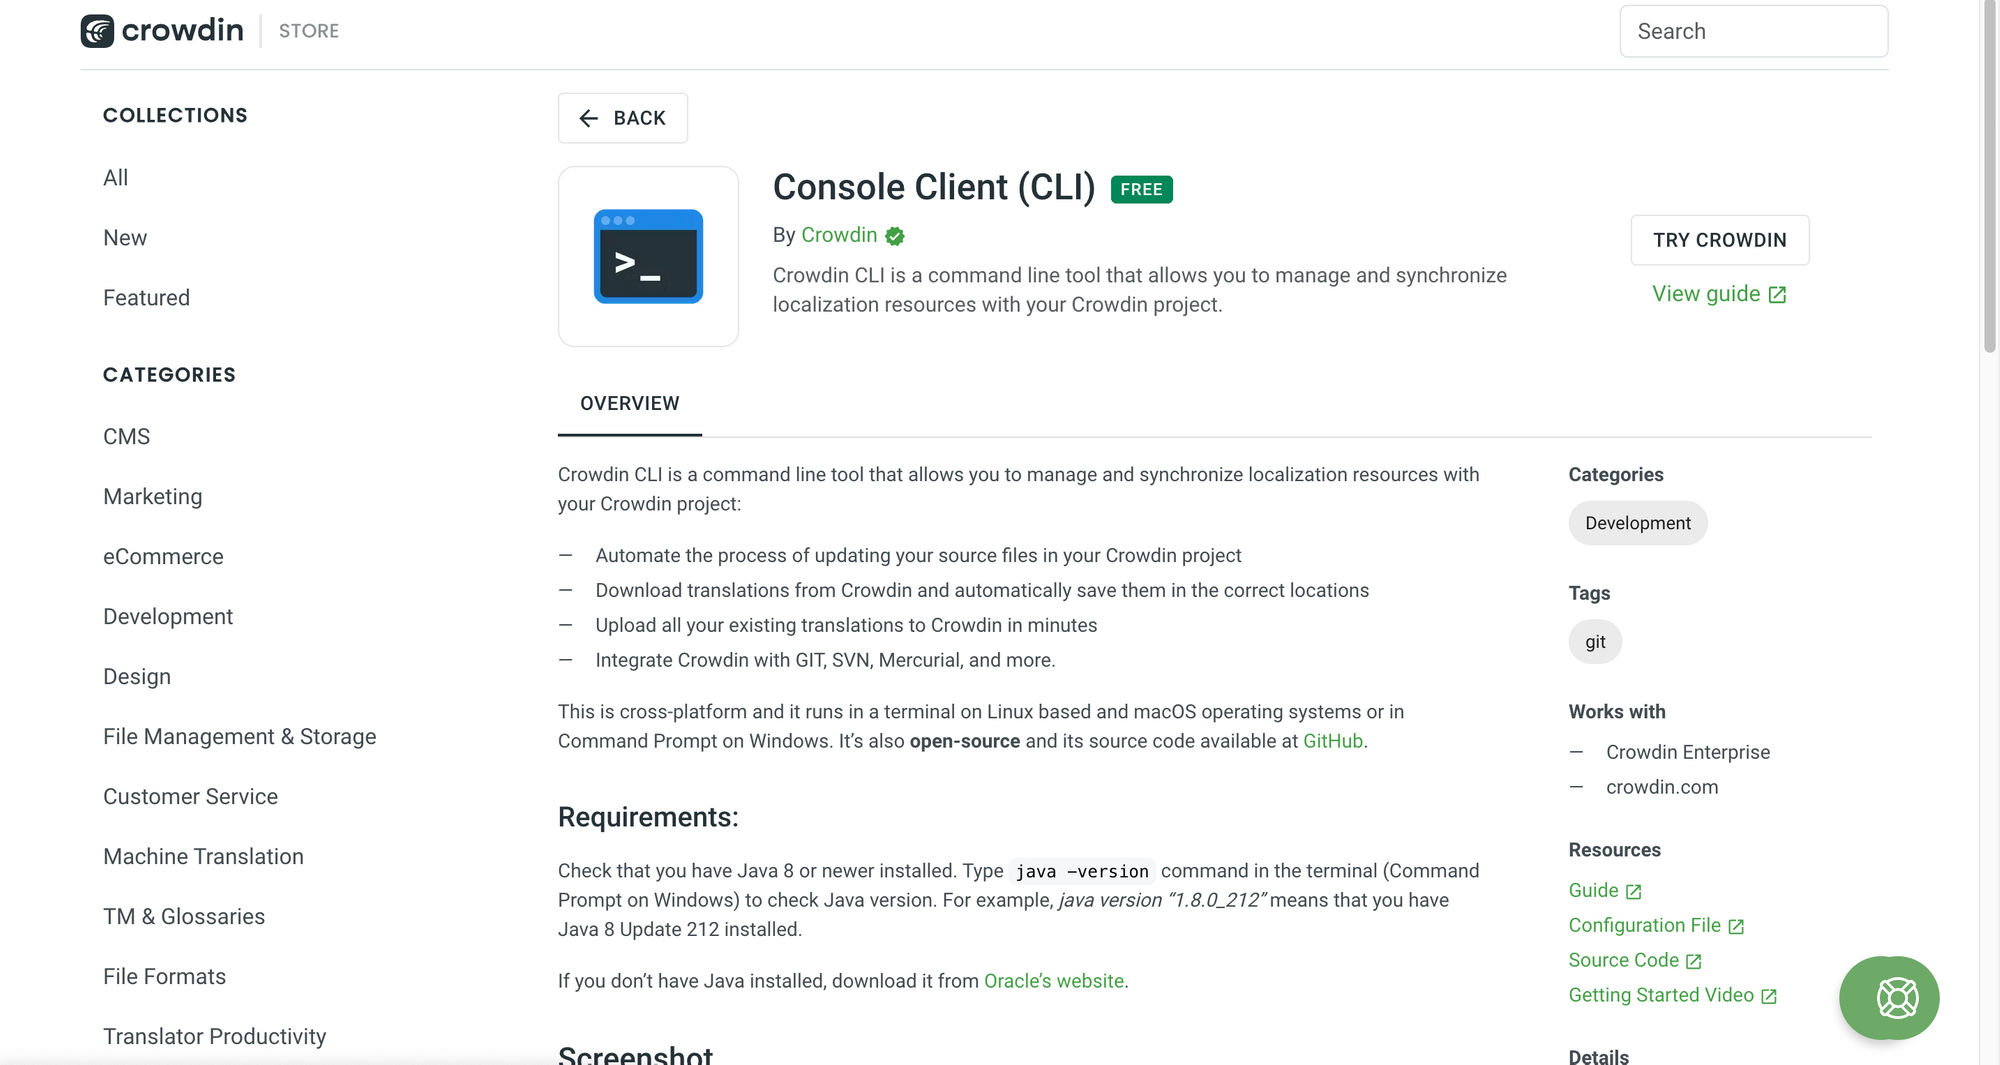 crowdin
STORE
Search
COLLECTIONS
All
New
Featured
CATEGORIES
CMS
Marketing
eCommerce
Development
Design
File Management & Storage
Customer Service
Machine Translation
TM & Glossaries
File Formats
Translator Productivity
BACK
>_
Console Client (CLI) FREE
By Crowdin
Crowdin CLI is a command line tool that allows you to manage and synchronize
localization resources with your Crowdin project.
TRY CROWDIN
View guide
OVERVIEW
Crowdin CLI is a command line tool that allows you to manage and synchronize localization resources with
your Crowdin project:
— Automate the process of updating your source files in your Crowdin project
— Download translations from Crowdin and automatically save them in the correct locations
— Upload all your existing translations to Crowdin in minutes
— Integrate Crowdin with GIT, SVN, Mercurial, and more.
This is cross-platform and it runs in a terminal on Linux based and macOS operating systems or in
Command Prompt on Windows. It’s also open-source and its source code available at GitHub.
Requirements:
Check that you have Java 8 or newer installed. Type java -version command in the terminal (Command
Prompt on Windows) to check Java version. For example, java version “1.8.0_212” means that you have
Java 8 Update 212 installed.
If you don’t have Java installed, download it from Oracle’s website.
Screenshot
Categories
Development
Tags
git
Works with
— Crowdin Enterprise
— crowdin.com
Resources
Guide
Configuration File
Source Code
Getting Started Video
Details